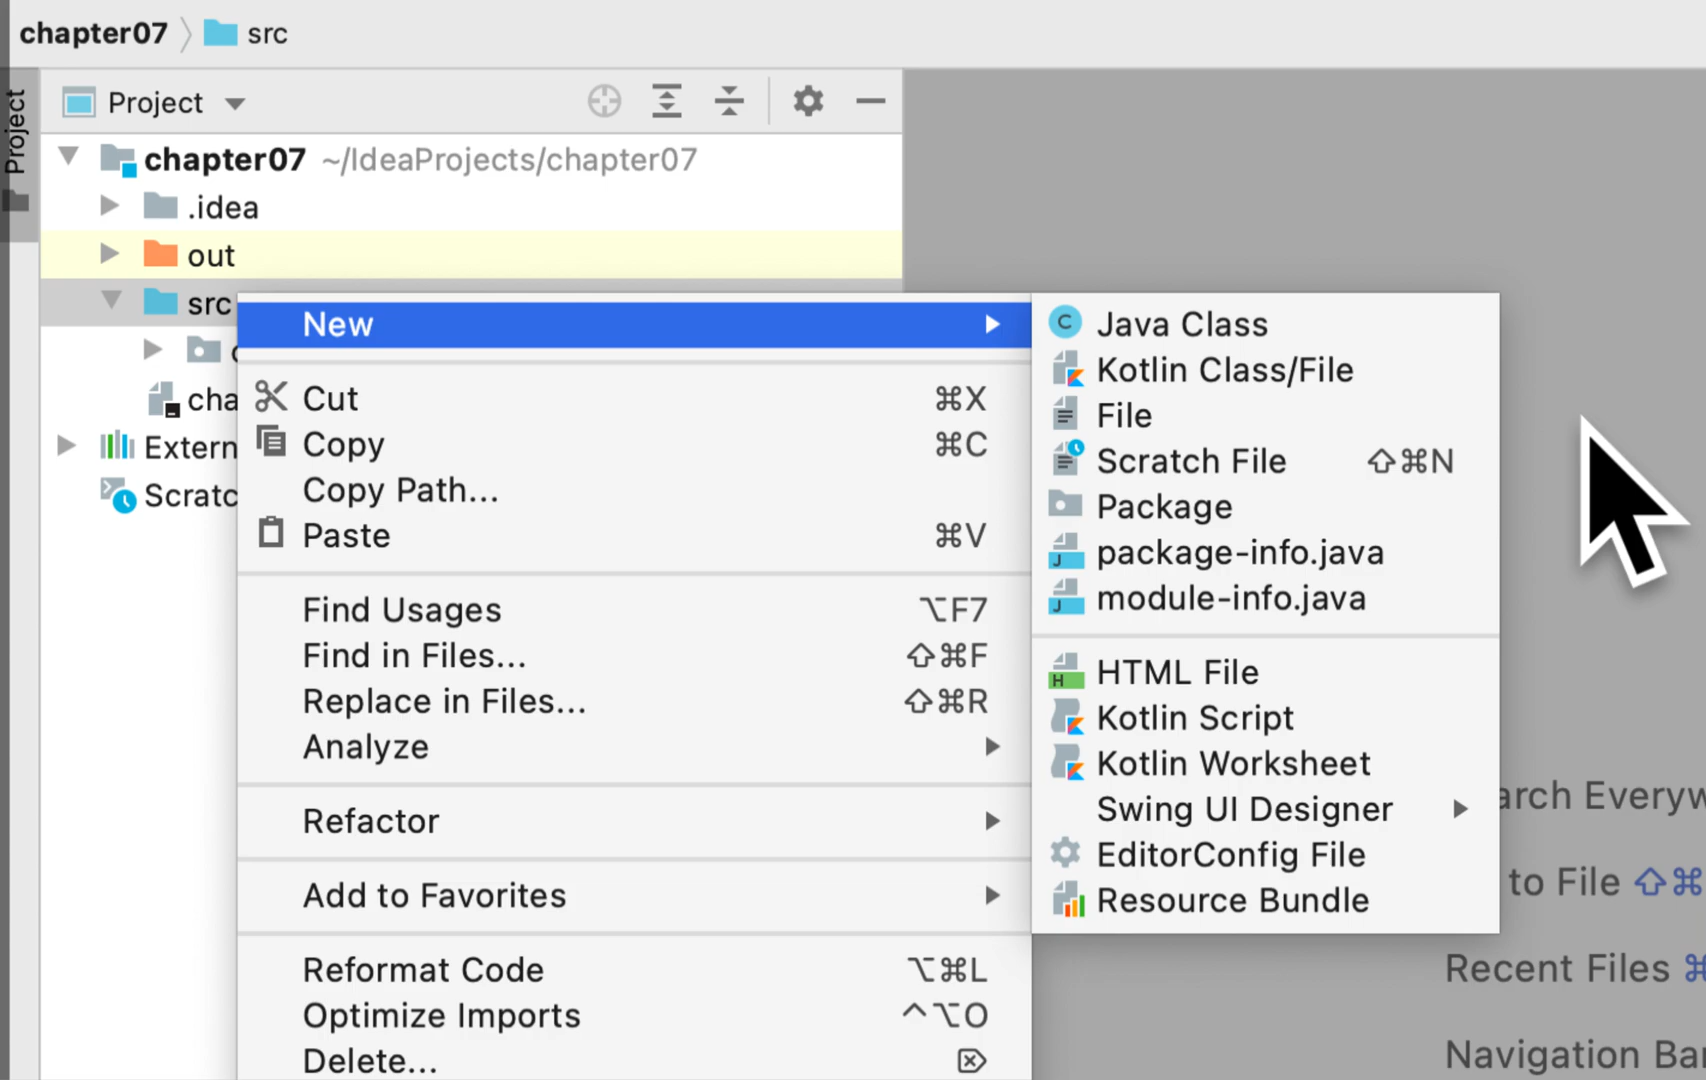 chapter07 src
Project
Project
chapter07 ~/IdeaProjects/chapter07
.idea
out
src
New
Cut ⌘X
Copy ⌘C
Copy Path...
Paste ⌘V
Find Usages ⌥F7
Find in Files... ⇧⌘F
Replace in Files... ⇧⌘R
Analyze
Refactor
Add to Favorites
Reformat Code ⌥⌘L
Optimize Imports ^⌥O
Delete... ⌦
Java Class
Kotlin Class/File
File
Scratch File ⇧⌘N
Package
package-info.java
module-info.java
HTML File
Kotlin Script
Kotlin Worksheet
Swing UI Designer
EditorConfig File
Resource Bundle
cha
Extern
Scratc
arch Everyw
to File ⇧⌘
Recent Files ⌘
Navigation Ba